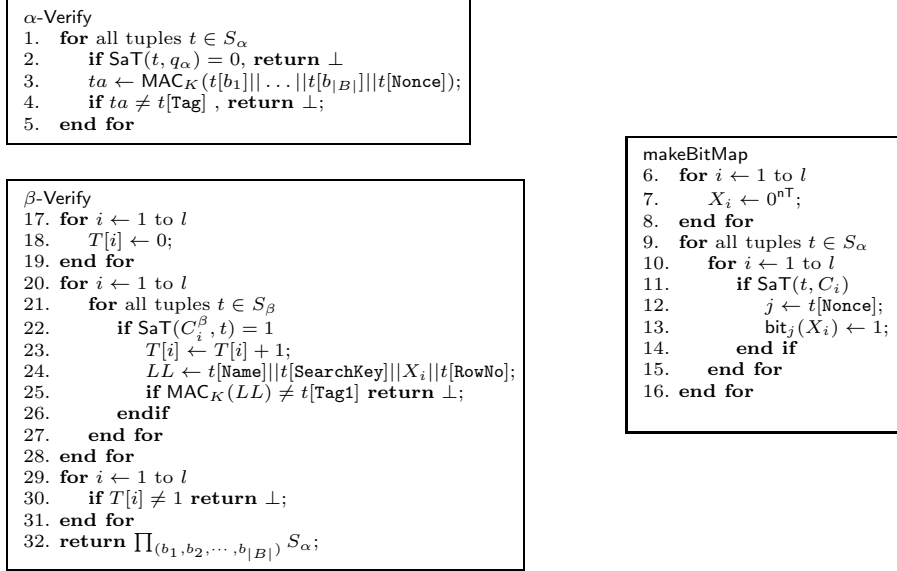 α-Verify
1. for all tuples t ∈ S_α
2. if SaT(t, q_α) = 0, return ⊥
3. ta ← MAC_K(t[b_1]|| . . . ||t[b_|B|]||t[Nonce]);
4. if ta ≠ t[Tag] , return ⊥;
5. end for
makeBitMap
6. for i ← 1 to l
7. X_i ← 0^nT;
8. end for
9. for all tuples t ∈ S_α
10. for i ← 1 to l
11. if SaT(t, C_i)
12. j ← t[Nonce];
13. bit_j(X_i) ← 1;
14. end if
15. end for
16. end for
β-Verify
17. for i ← 1 to l
18. T[i] ← 0;
19. end for
20. for i ← 1 to l
21. for all tuples t ∈ S_β
22. if SaT(C_i^β, t) = 1
23. T[i] ← T[i] + 1;
24. LL ← t[Name]||t[SearchKey]||X_i||t[RowNo];
25. if MAC_K(LL) ≠ t[Tag1] return ⊥;
26. endif
27. end for
28. end for
29. for i ← 1 to l
30. if T[i] ≠ 1 return ⊥;
31. end for
32. return ∏_(b_1,b_2,··· ,b_|B|) S_α;